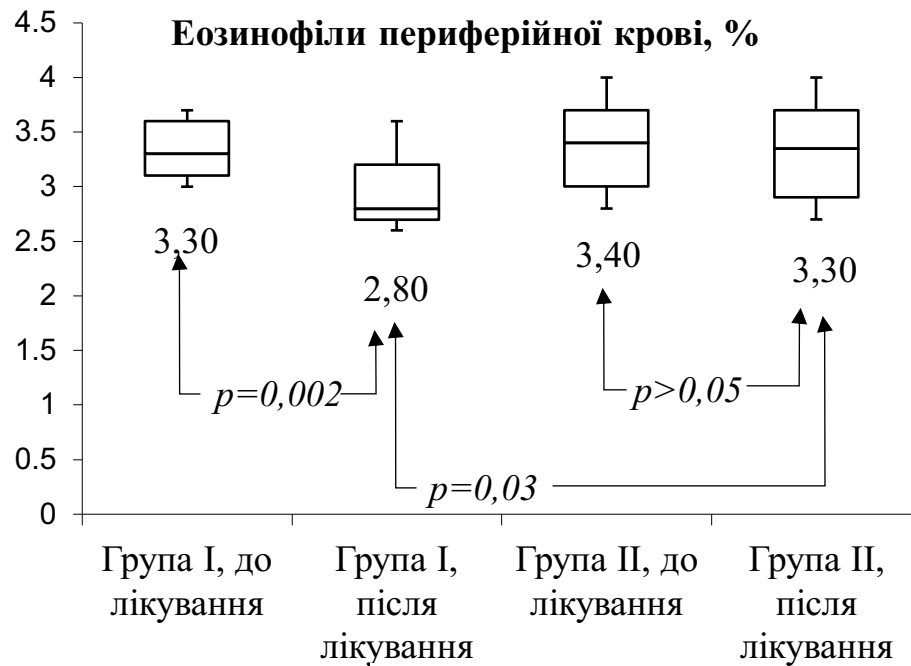 Еозинофіли периферійної крові, %
4.5
4
3.5
3
2.5
2
1.5
1
0.5
0
3,30
2,80
3,40
3,30
p=0,002
p>0,05
p=0,03
Група I, до
лікування
Група I,
після
лікування
Група II, до
лікування
Група II,
після
лікування